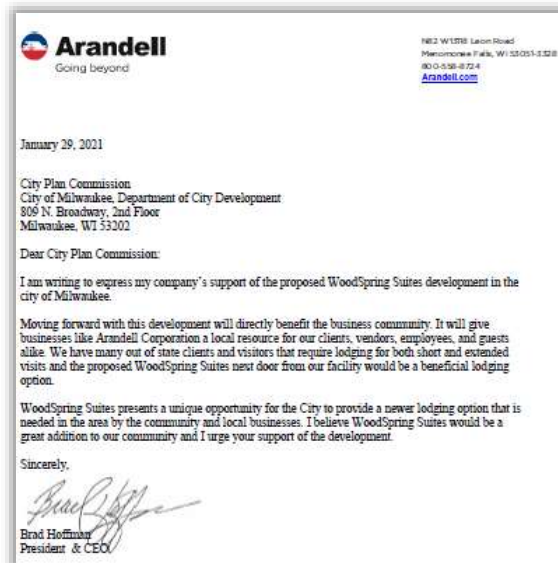 Arandell
Going beyond
Leon Road
Menomonee Falls, WI 53051-3328
800-558-8724
Arandell.com
January 29, 2021
City Plan Commission
City of Milwaukee, Department of City Development
809 N. Broadway, 2nd Floor
Milwaukee, WI 53202
Dear City Plan Commission:
I am writing to express my company's support of the proposed WoodSpring Suites development in the
city of Milwaukee.
Moving forward with this development will directly benefit the business community. It will give
businesses like Arandell Corporation a local resource for our clients, vendors, employees, and guests
alike. We have many out of state clients and visitors that require lodging for both short and extended
visits and the proposed WoodSpring Suites next door from our facility would be a beneficial lodging
option.
WoodSpring Suites presents a unique opportunity for the City to provide a newer lodging option that is
needed in the area by the community and local businesses. I believe WoodSpring Suites would be a
great addition to our community and I urge your support of the development.
Sincerely,
Brad Hoffman
President & CEO